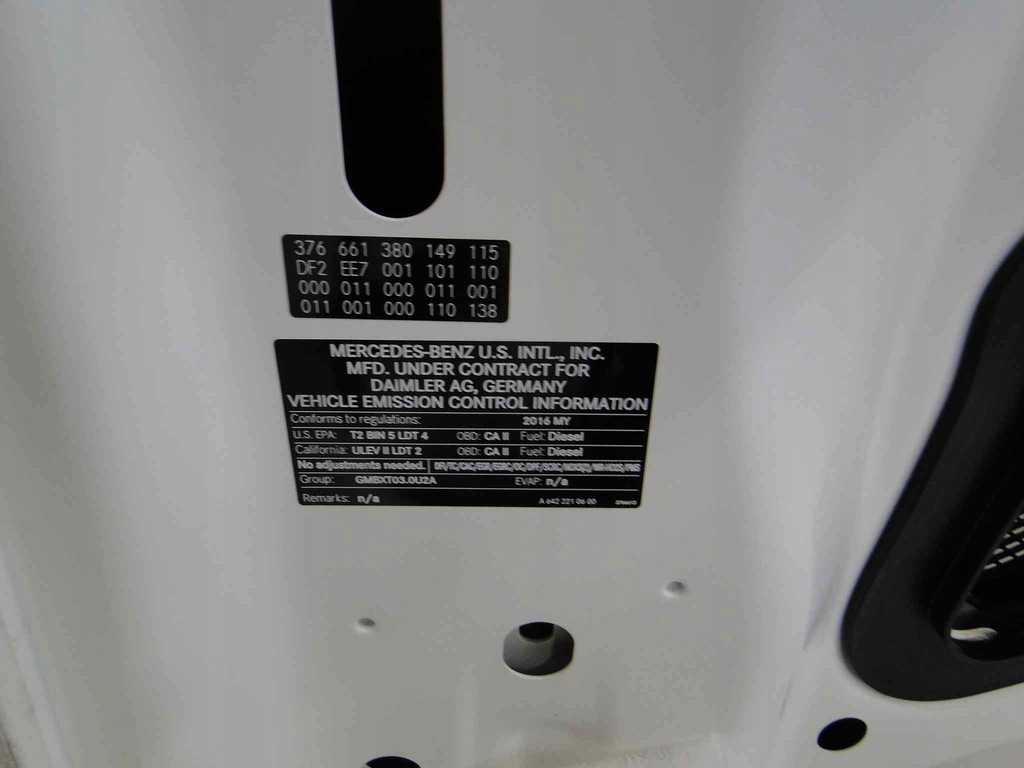 376 661 380 149 115
DF2 EE7 001 101 110
000 011 000 011 001
011 001 000 110 138
MERCEDES-BENZ U.S. INTL., INC.
MFD. UNDER CONTRACT FOR
DAIMLER AG, GERMANY
VEHICLE EMISSION CONTROL INFORMATION
Conforms to regulations: 2016 MY
U.S. EPA: T2 BIN 5 LDT 4 OBD: CA II Fuel: Diesel
California: ULEV II LDT 2 OBD: CA II Fuel: Diesel
No adjustments needed.
Group: GMBXT03.0U2A EVAP: n/a
Remarks: n/a A 642 221 06 00